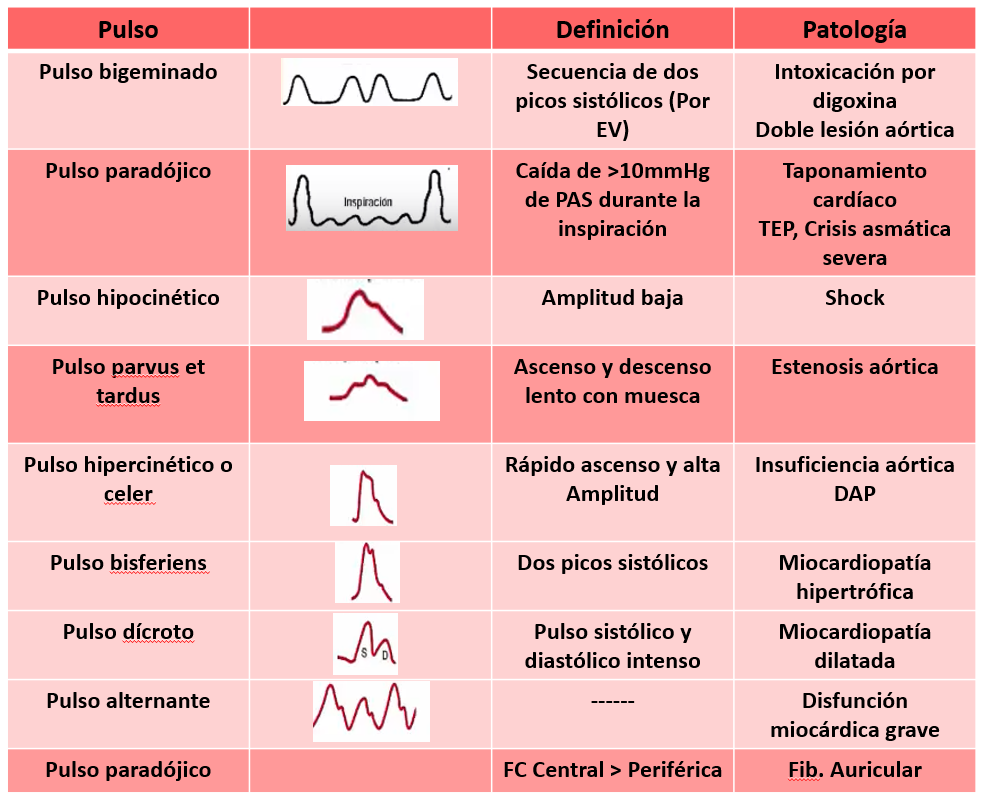 Pulso Definición Patología
Pulso bigeminado
Secuencia de dos
picos sistólicos (Por
EV)
Intoxicación por
digoxina
Doble lesión aórtica
Pulso paradójico
Inspiración
Caída de >10mmHg
de PAS durante la
inspiración
Taponamiento
cardíaco
TEP, Crisis asmática
severa
Pulso hipocinético
Amplitud baja
Shock
Pulso parvus et
tardus
Ascenso y descenso
lento con muesca
Estenosis aórtica
Pulso hipercinético o
celer
Rápido ascenso y alta
Amplitud
Insuficiencia aórtica
DAP
Pulso bisferiens
Dos picos sistólicos
Miocardiopatía
hipertrófica
Pulso dícroto
S D
Pulso sistólico y
diastólico intenso
Miocardiopatía
dilatada
Pulso alternante
------
Disfunción
miocárdica grave
Pulso paradójico
FC Central > Periférica
Fib. Auricular